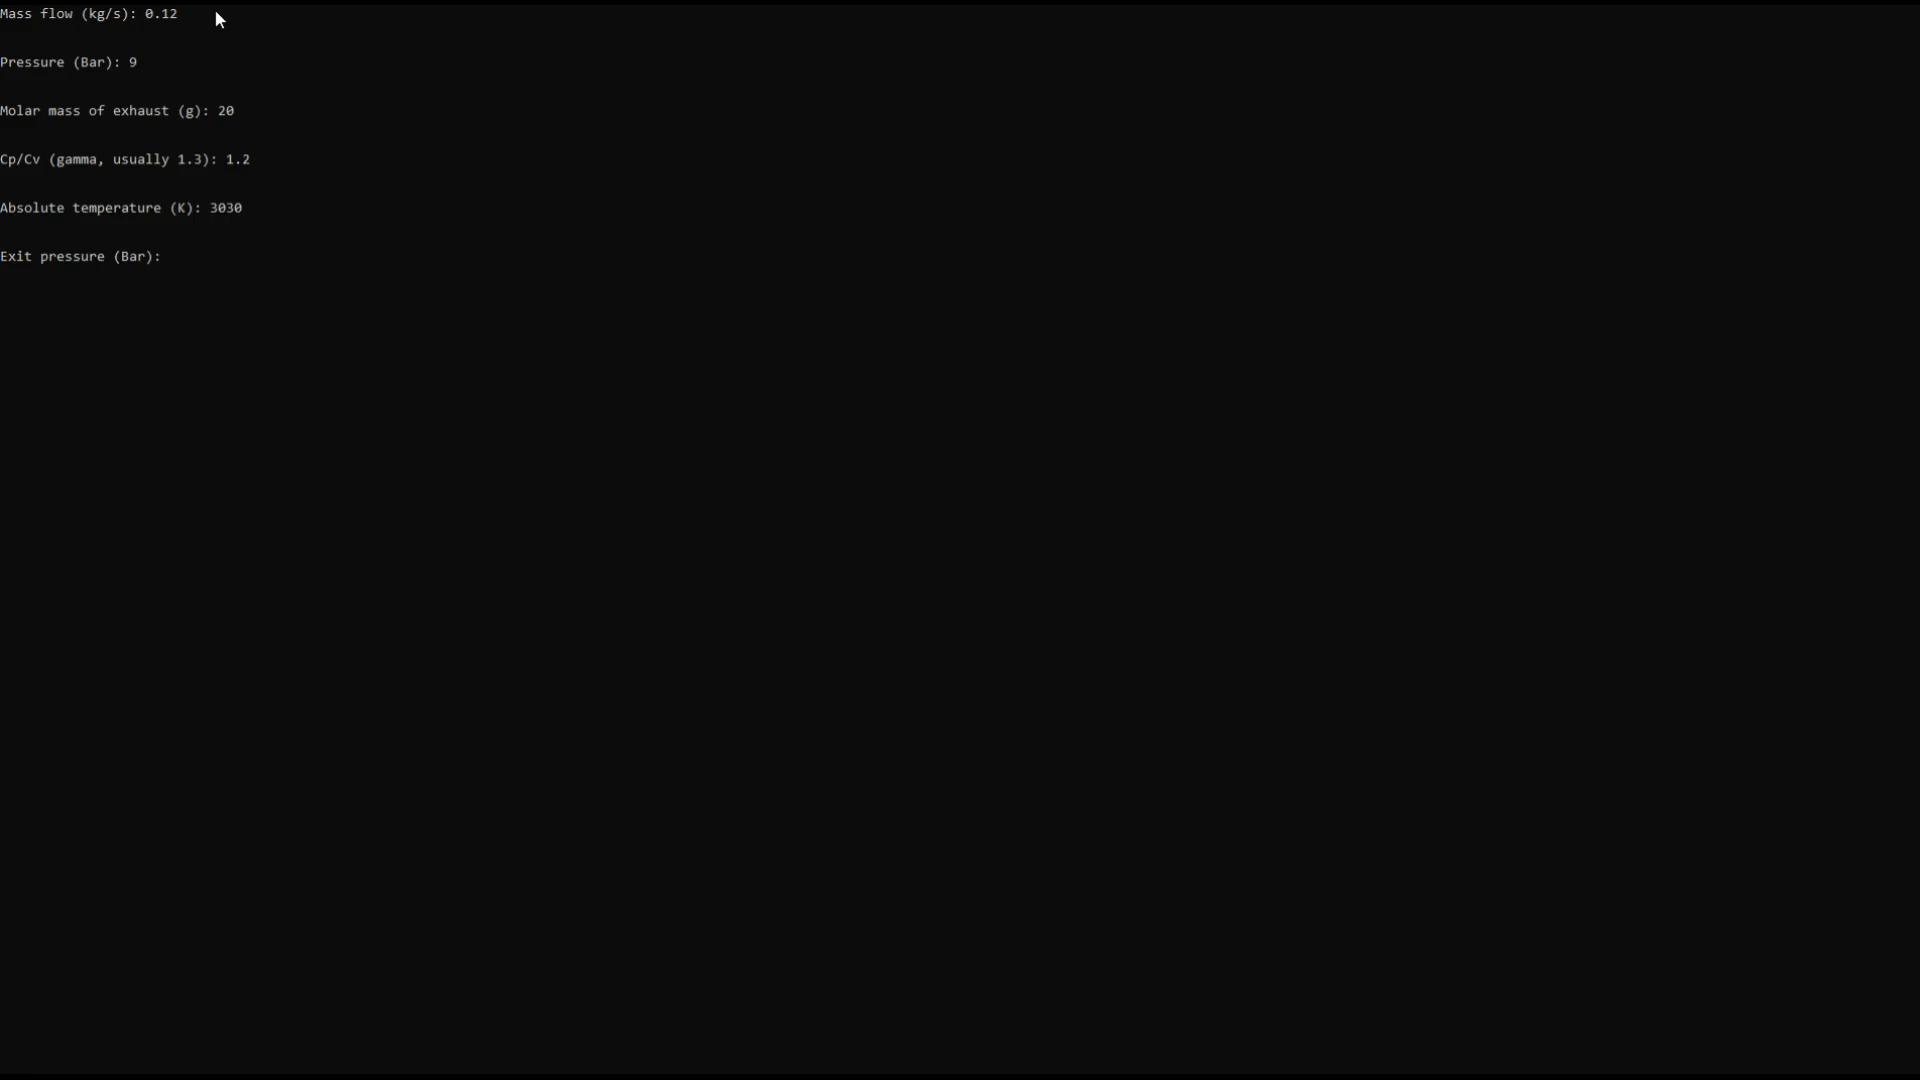 Mass flow (kg/s): 0.12
Pressure (Bar): 9
Molar mass of exhaust (g): 20
Cp/Cv (gamma, usually 1.3): 1.2
Absolute temperature (K): 3030
Exit pressure (Bar):